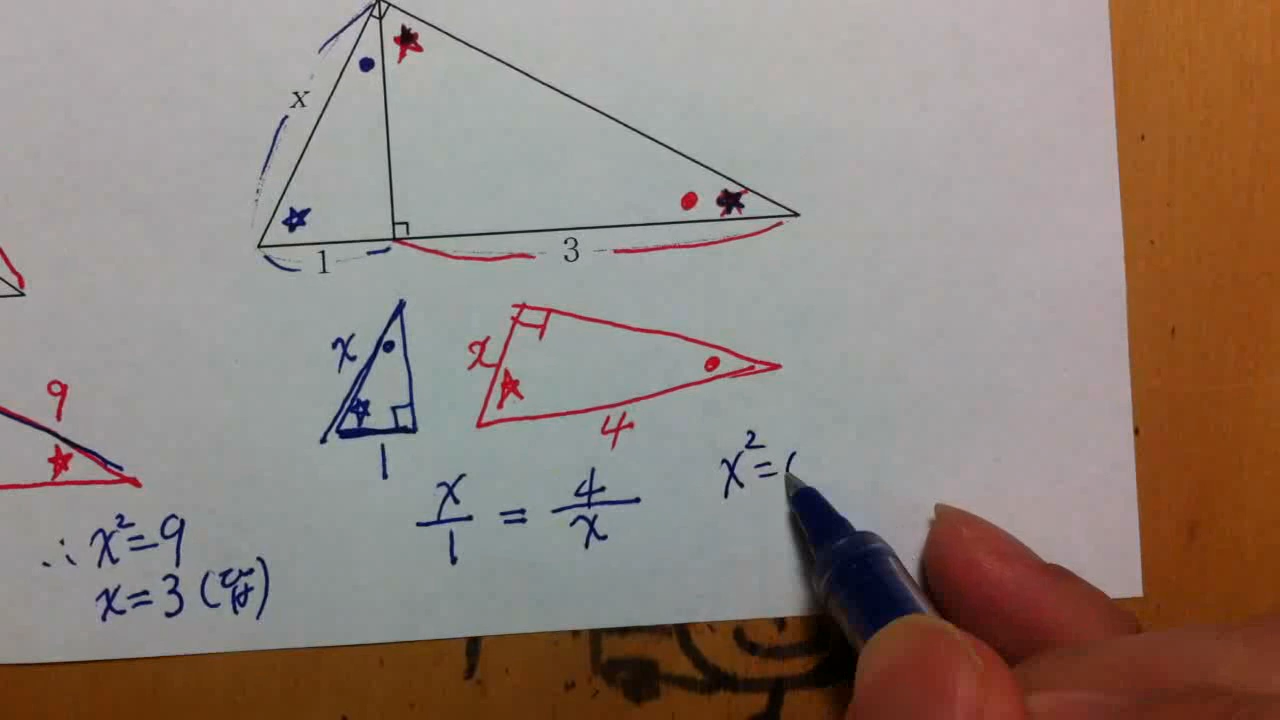 x
1
3
9
x
1
x
4
x/1 = 4/x
x²=
∴ x²=9
x=3 (